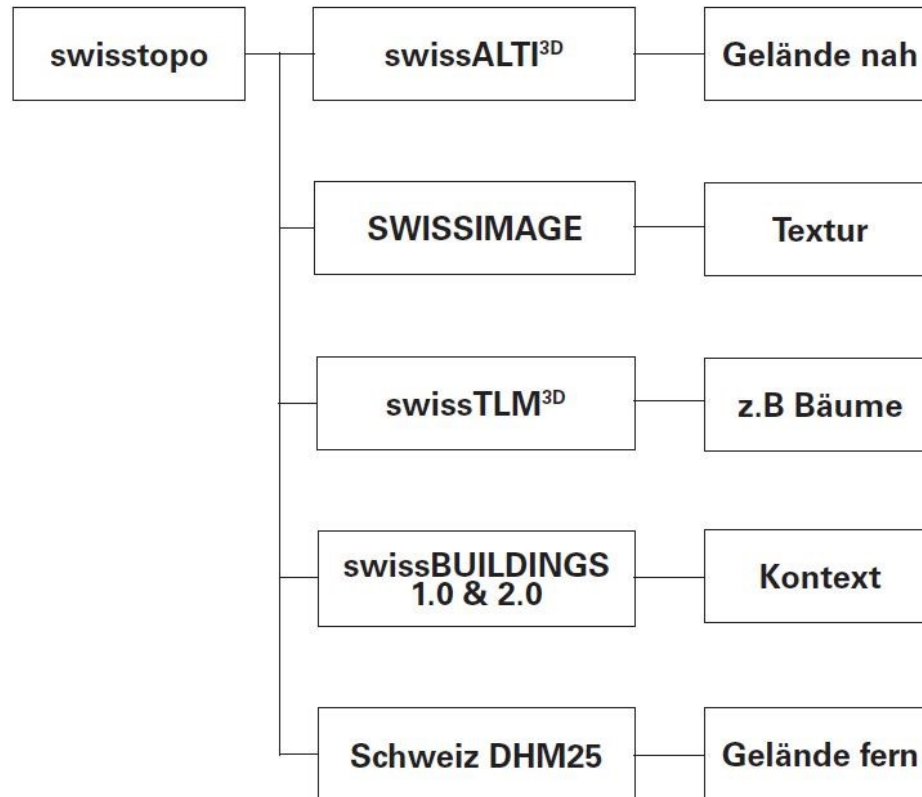 swisstopo
swissALTI3D
Gelände nah
SWISSIMAGE
Textur
swissTLM3D
z.B Bäume
swissBUILDINGS
1.0 & 2.0
Kontext
Schweiz DHM25
Gelände fern